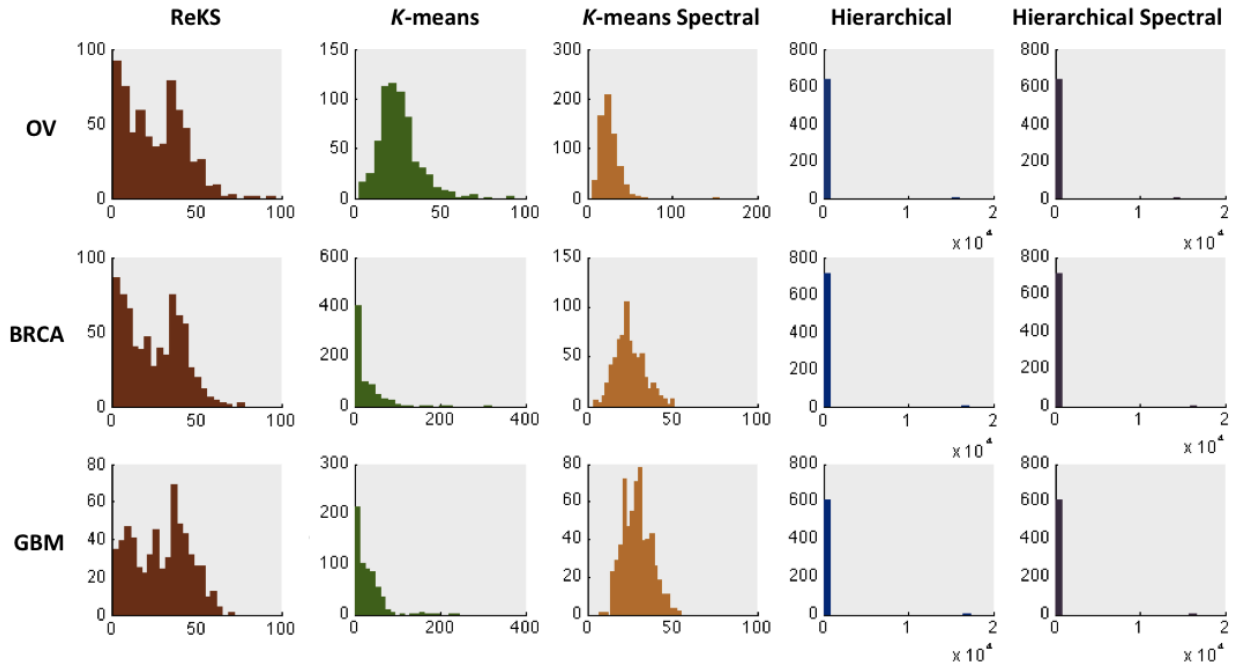 ReKS K-means K-means Spectral Hierarchical Hierarchical Spectral
OV
100 50 0 0 50 100
150 100 50 0 0 50 100
300 200 100 0 0 100 200
800 600 400 200 0 0 1 2 x 10⁴
800 600 400 200 0 0 1 2 x 10⁴
BRCA
100 50 0 0 50 100
600 400 200 0 0 200 400
150 100 50 0 0 50 100
800 600 400 200 0 0 1 2 x 10⁴
800 600 400 200 0 0 1 2 x 10⁴
GBM
80 60 40 20 0 0 50 100
300 200 100 0 0 200 400
80 60 40 20 0 0 50 100
800 600 400 200 0 0 1 2 x 10⁴
800 600 400 200 0 0 1 2 x 10⁴